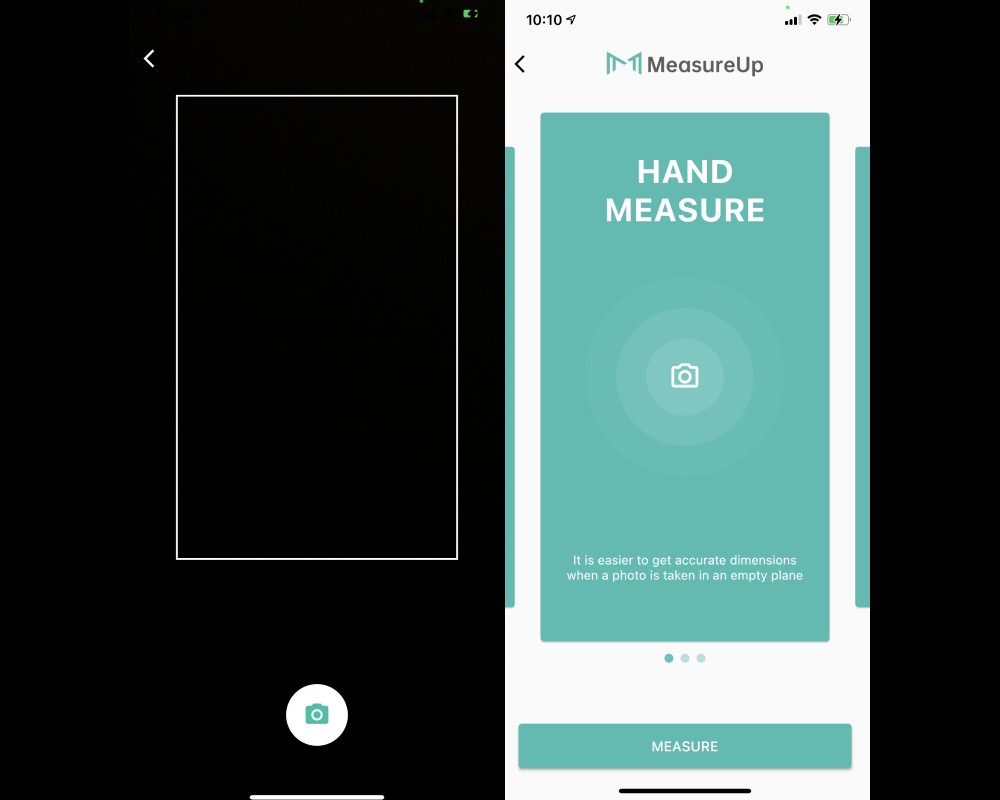 10:10
MeasureUp
HAND
MEASURE
It is easier to get accurate dimensions
when a photo is taken in an empty plane
MEASURE